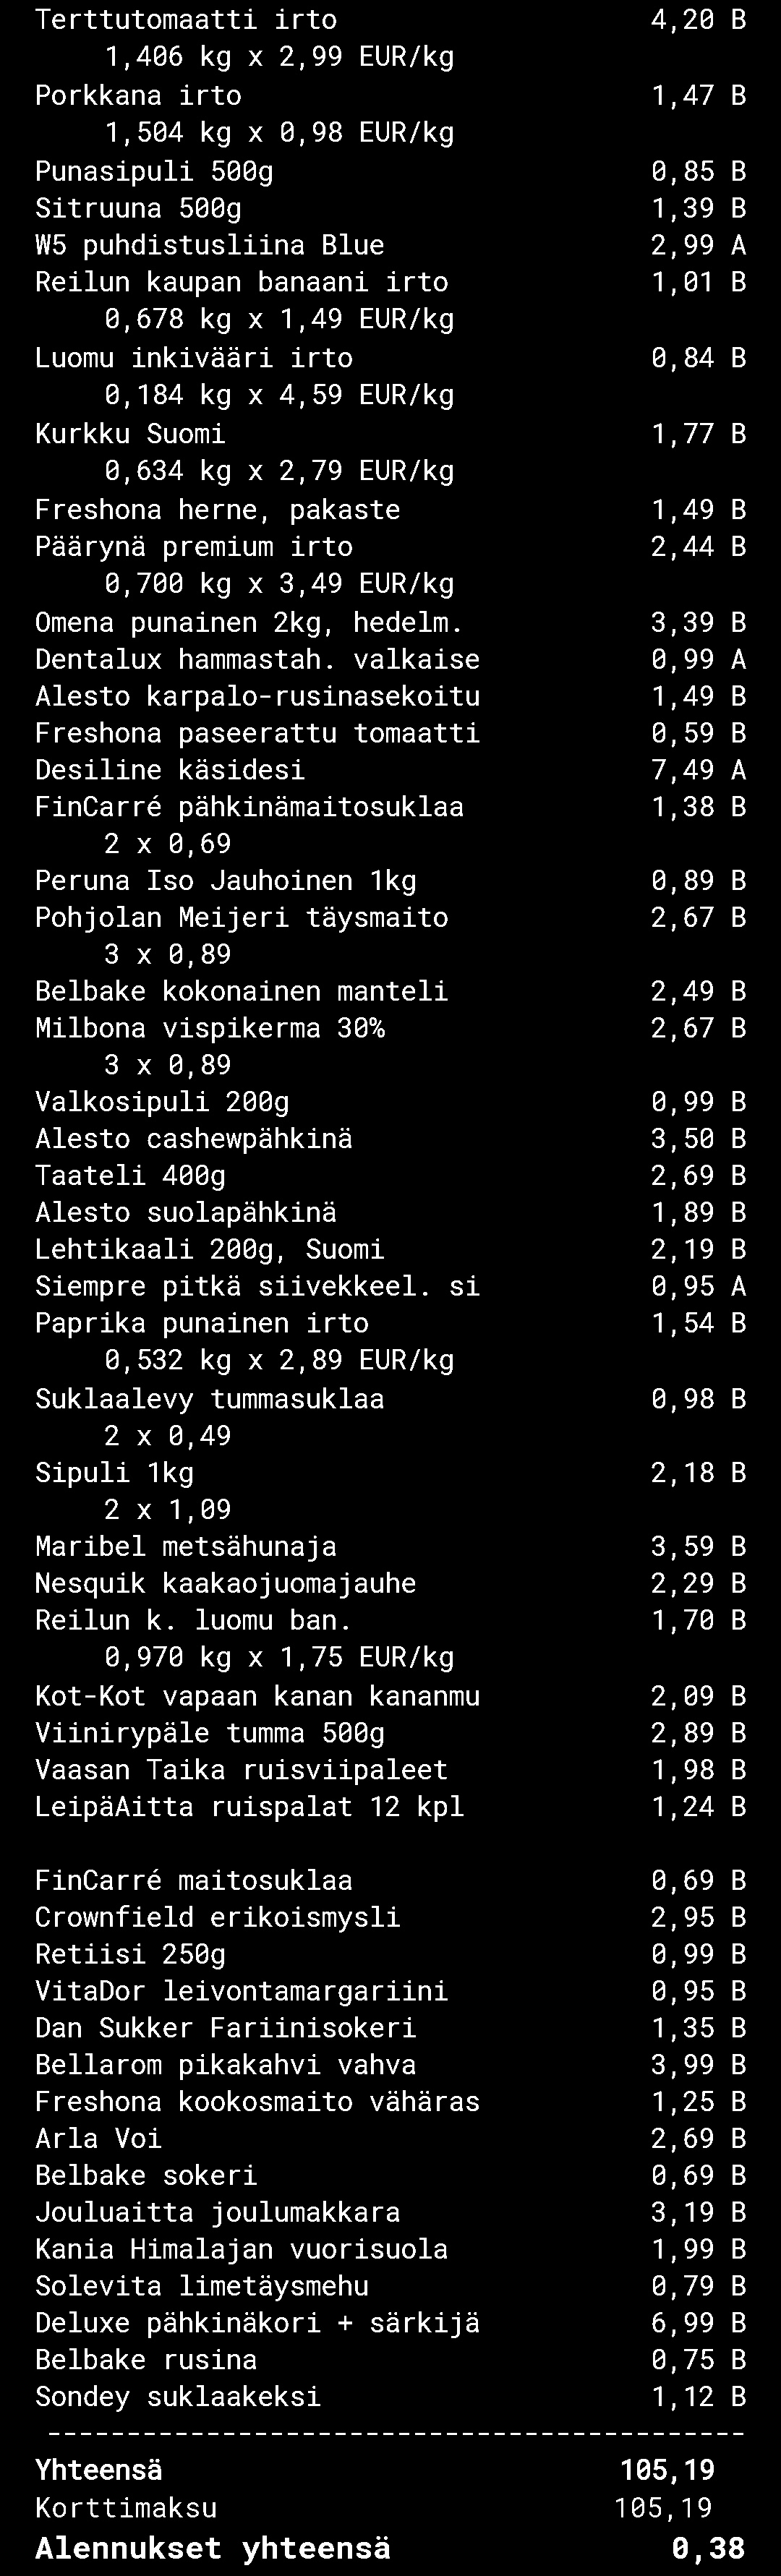 Terttutomaatti irto 4,20 B
1,406 kg x 2,99 EUR/kg
Porkkana irto 1,47 B
1,504 kg x 0,98 EUR/kg
Punasipuli 500g 0,85 B
Sitruuna 500g 1,39 B
W5 puhdistusliina Blue 2,99 A
Reilun kaupan banaani irto 1,01 B
0,678 kg x 1,49 EUR/kg
Luomu inkivääri irto 0,84 B
0,184 kg x 4,59 EUR/kg
Kurkku Suomi 1,77 B
0,634 kg x 2,79 EUR/kg
Freshona herne, pakaste 1,49 B
Päärynä premium irto 2,44 B
0,700 kg x 3,49 EUR/kg
Omena punainen 2kg, hedelm. 3,39 B
Dentalux hammastah. valkaise 0,99 A
Alesto karpalo-rusinasekoitu 1,49 B
Freshona paseerattu tomaatti 0,59 B
Desiline käsidesi 7,49 A
FinCarré pähkinämaitosuklaa 1,38 B
2 x 0,69
Peruna Iso Jauhoinen 1kg 0,89 B
Pohjolan Meijeri täysmaito 2,67 B
3 x 0,89
Belbake kokonainen manteli 2,49 B
Milbona vispikerma 30% 2,67 B
3 x 0,89
Valkosipuli 200g 0,99 B
Alesto cashewpähkinä 3,50 B
Taateli 400g 2,69 B
Alesto suolapähkinä 1,89 B
Lehtikaali 200g, Suomi 2,19 B
Siempre pitkä siivekkeel. si 0,95 A
Paprika punainen irto 1,54 B
0,532 kg x 2,89 EUR/kg
Suklaalevy tummasuklaa 0,98 B
2 x 0,49
Sipuli 1kg 2,18 B
2 x 1,09
Maribel metsähunaja 3,59 B
Nesquik kaakaojuomajauhe 2,29 B
Reilun k. luomu ban. 1,70 B
0,970 kg x 1,75 EUR/kg
Kot-Kot vapaan kanan kananmu 2,09 B
Viinirypäle tumma 500g 2,89 B
Vaasan Taika ruisviipaleet 1,98 B
LeipäAitta ruispalat 12 kpl 1,24 B
FinCarré maitosuklaa 0,69 B
Crownfield erikoismysli 2,95 B
Retiisi 250g 0,99 B
VitaDor leivontamargariini 0,95 B
Dan Sukker Fariinisokeri 1,35 B
Bellarom pikakahvi vahva 3,99 B
Freshona kookosmaito vähäras 1,25 B
Arla Voi 2,69 B
Belbake sokeri 0,69 B
Jouluaitta joulumakkara 3,19 B
Kania Himalajan vuorisuola 1,99 B
Solevita limetäysmehu 0,79 B
Deluxe pähkinäkori + särkijä 6,99 B
Belbake rusina 0,75 B
Sondey suklaakeksi 1,12 B
--------------------------------------------
Yhteensä 105,19
Korttimaksu 105,19
Alennukset yhteensä 0,38